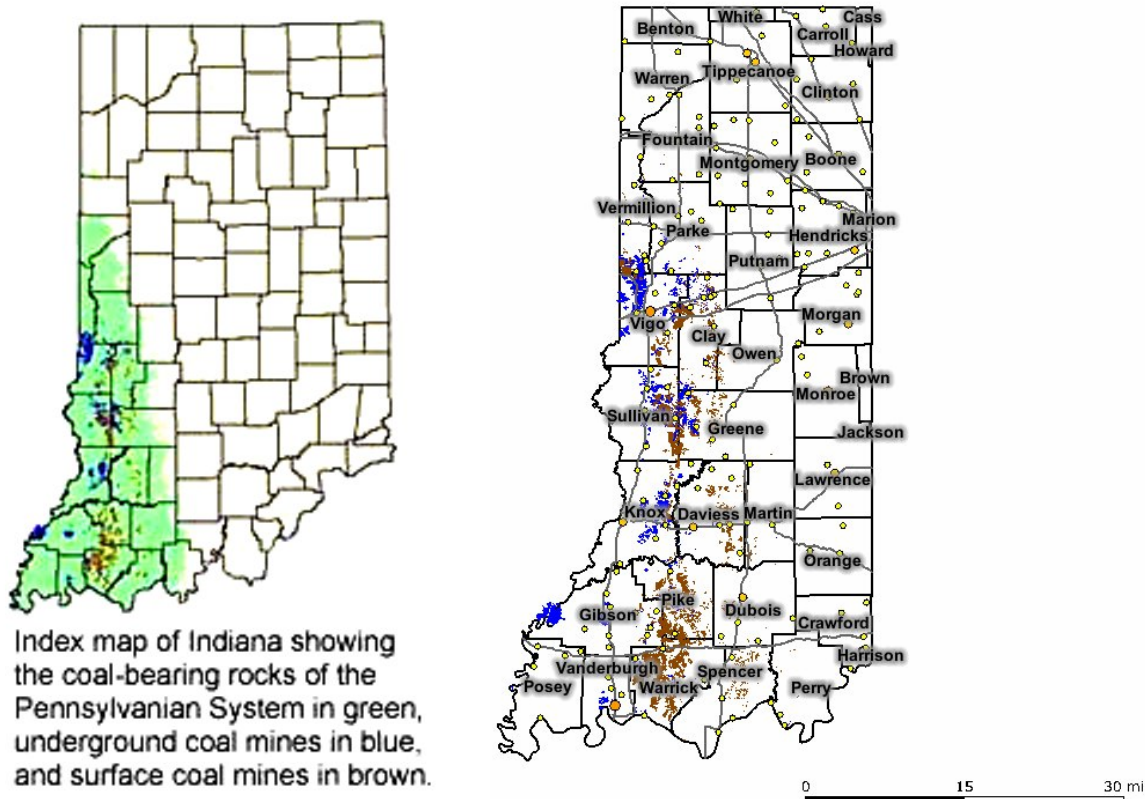 Index map of Indiana showing
the coal-bearing rocks of the
Pennsylvanian System in green,
underground coal mines in blue,
and surface coal mines in brown.
Benton
White
Cass
Carroll
Howard
Warren
Tippecanoe
Clinton
Fountain
Montgomery
Boone
Vermillion
Parke
Marion
Hendricks
Putnam
Vigo
Clay
Morgan
Owen
Brown
Monroe
Sullivan
Greene
Jackson
Lawrence
Knox
Daviess
Martin
Orange
Gibson
Pike
Dubois
Crawford
Harrison
Vanderburgh
Spencer
Posey
Warrick
Perry
0 15 30 mi